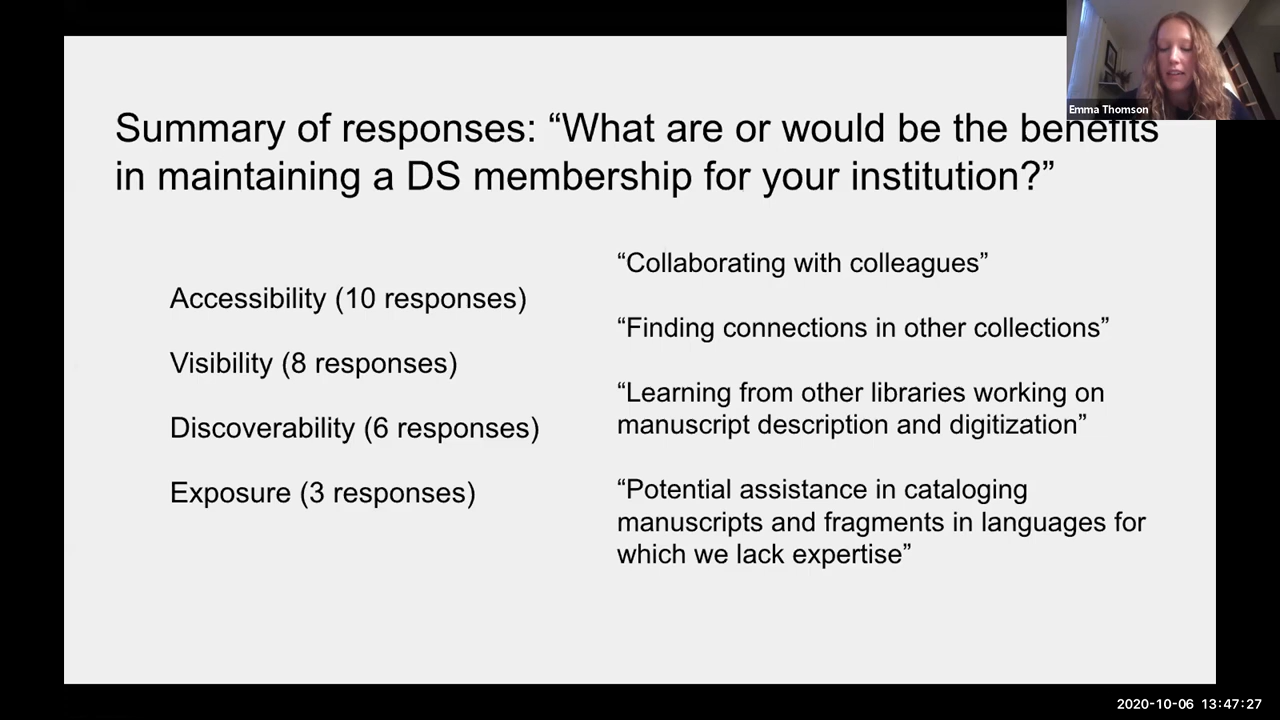 Emma Thomson
Summary of responses: “What are or would be the benefits
in maintaining a DS membership for your institution?”
Accessibility (10 responses)
Visibility (8 responses)
Discoverability (6 responses)
Exposure (3 responses)
“Collaborating with colleagues”
“Finding connections in other collections”
“Learning from other libraries working on
manuscript description and digitization”
“Potential assistance in cataloging
manuscripts and fragments in languages for
which we lack expertise”
2020-10-06 13:47:27